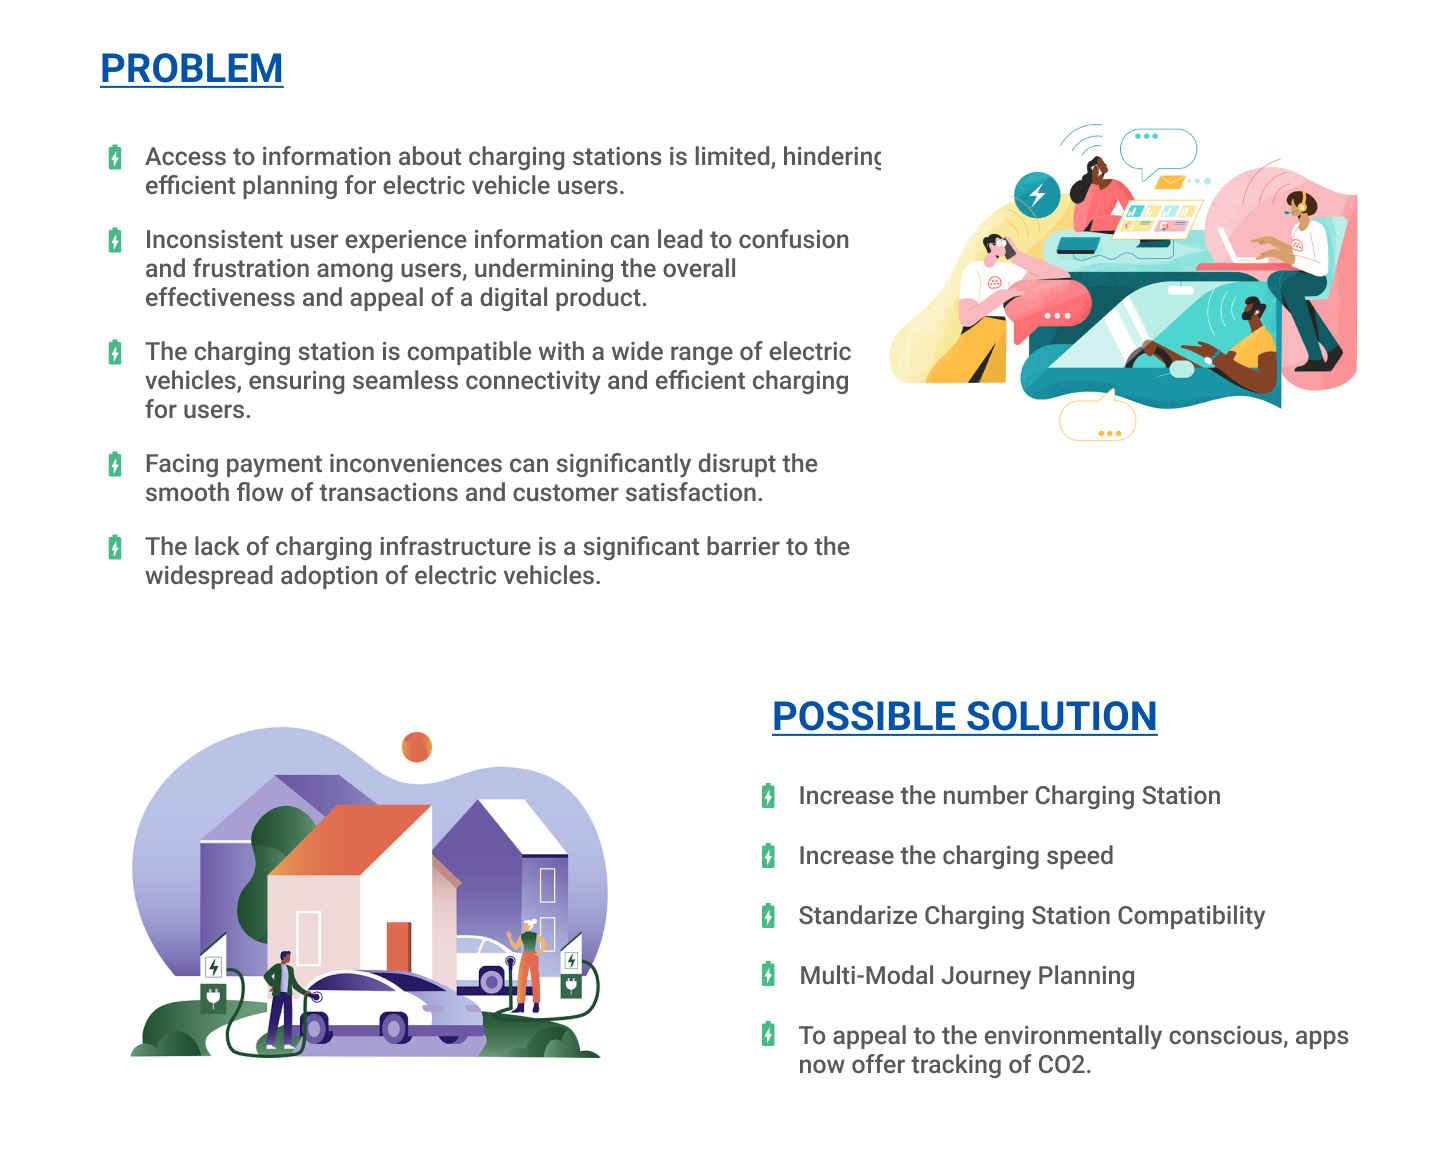 PROBLEM
Access to information about charging stations is limited, hindering
efficient planning for electric vehicle users.
Inconsistent user experience information can lead to confusion
and frustration among users, undermining the overall
effectiveness and appeal of a digital product.
The charging station is compatible with a wide range of electric
vehicles, ensuring seamless connectivity and efficient charging
for users.
Facing payment inconveniences can significantly disrupt the
smooth flow of transactions and customer satisfaction.
The lack of charging infrastructure is a significant barrier to the
widespread adoption of electric vehicles.
POSSIBLE SOLUTION
Increase the number Charging Station
Increase the charging speed
Standarize Charging Station Compatibility
Multi-Modal Journey Planning
To appeal to the environmentally conscious, apps
now offer tracking of CO2.